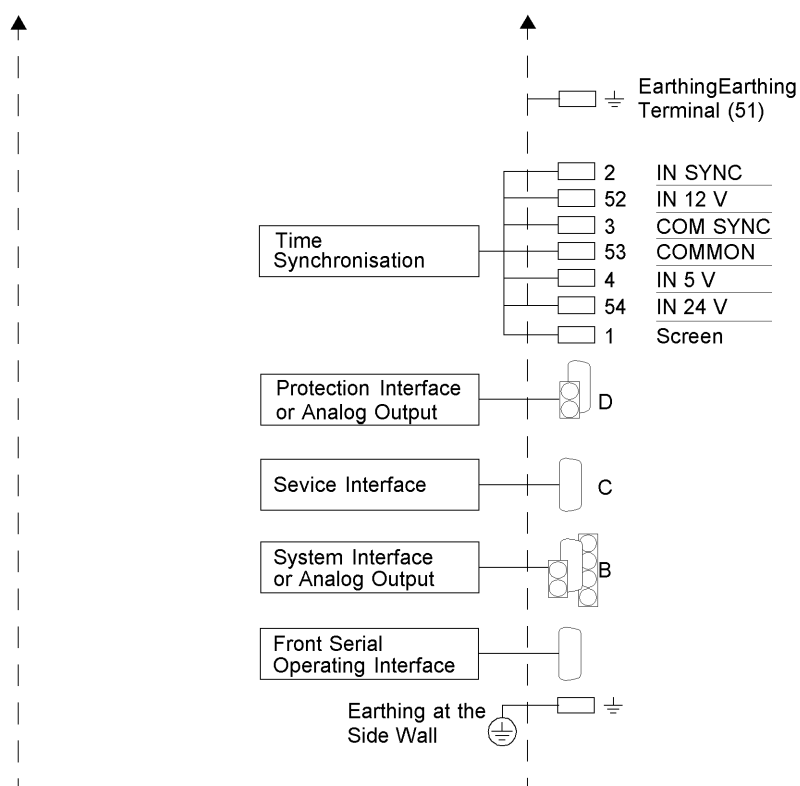 EarthingEarthing
Terminal (51)
2 IN SYNC
52 IN 12 V
3 COM SYNC
53 COMMON
4 IN 5 V
54 IN 24 V
1 Screen
Time
Synchronisation
Protection Interface
or Analog Output
D
Sevice Interface
C
System Interface
or Analog Output
B
Front Serial
Operating Interface
Earthing at the
Side Wall